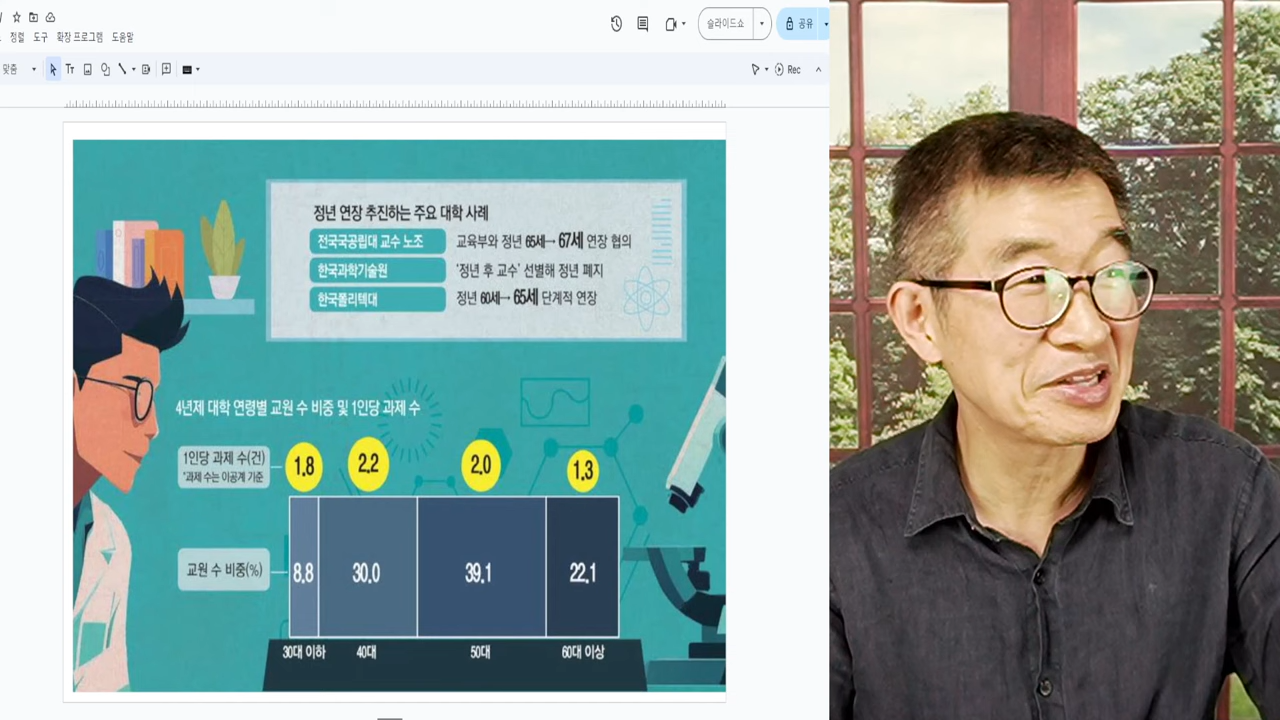 정렬 도구 확장 프로그램 도움말
슬라이드쇼
공유
맞춤
Tr
Rec
정년 연장 추진하는 주요 대학 사례
전국국공립대 교수 노조 교육부와 정년 65세→ 67세 연장 협의
한국과학기술원 '정년 후 교수' 선별해 정년 폐지
한국폴리텍대 정년 60세→ 65세 단계적 연장
4년제 대학 연령별 교원 수 비중 및 1인당 과제 수
1인당 과제 수(건)
*과제 수는 이공계 기준
1.8 2.2 2.0 1.3
교원 수 비중(%)
8.8 30.0 39.1 22.1
30대 이하 40대 50대 60대 이상